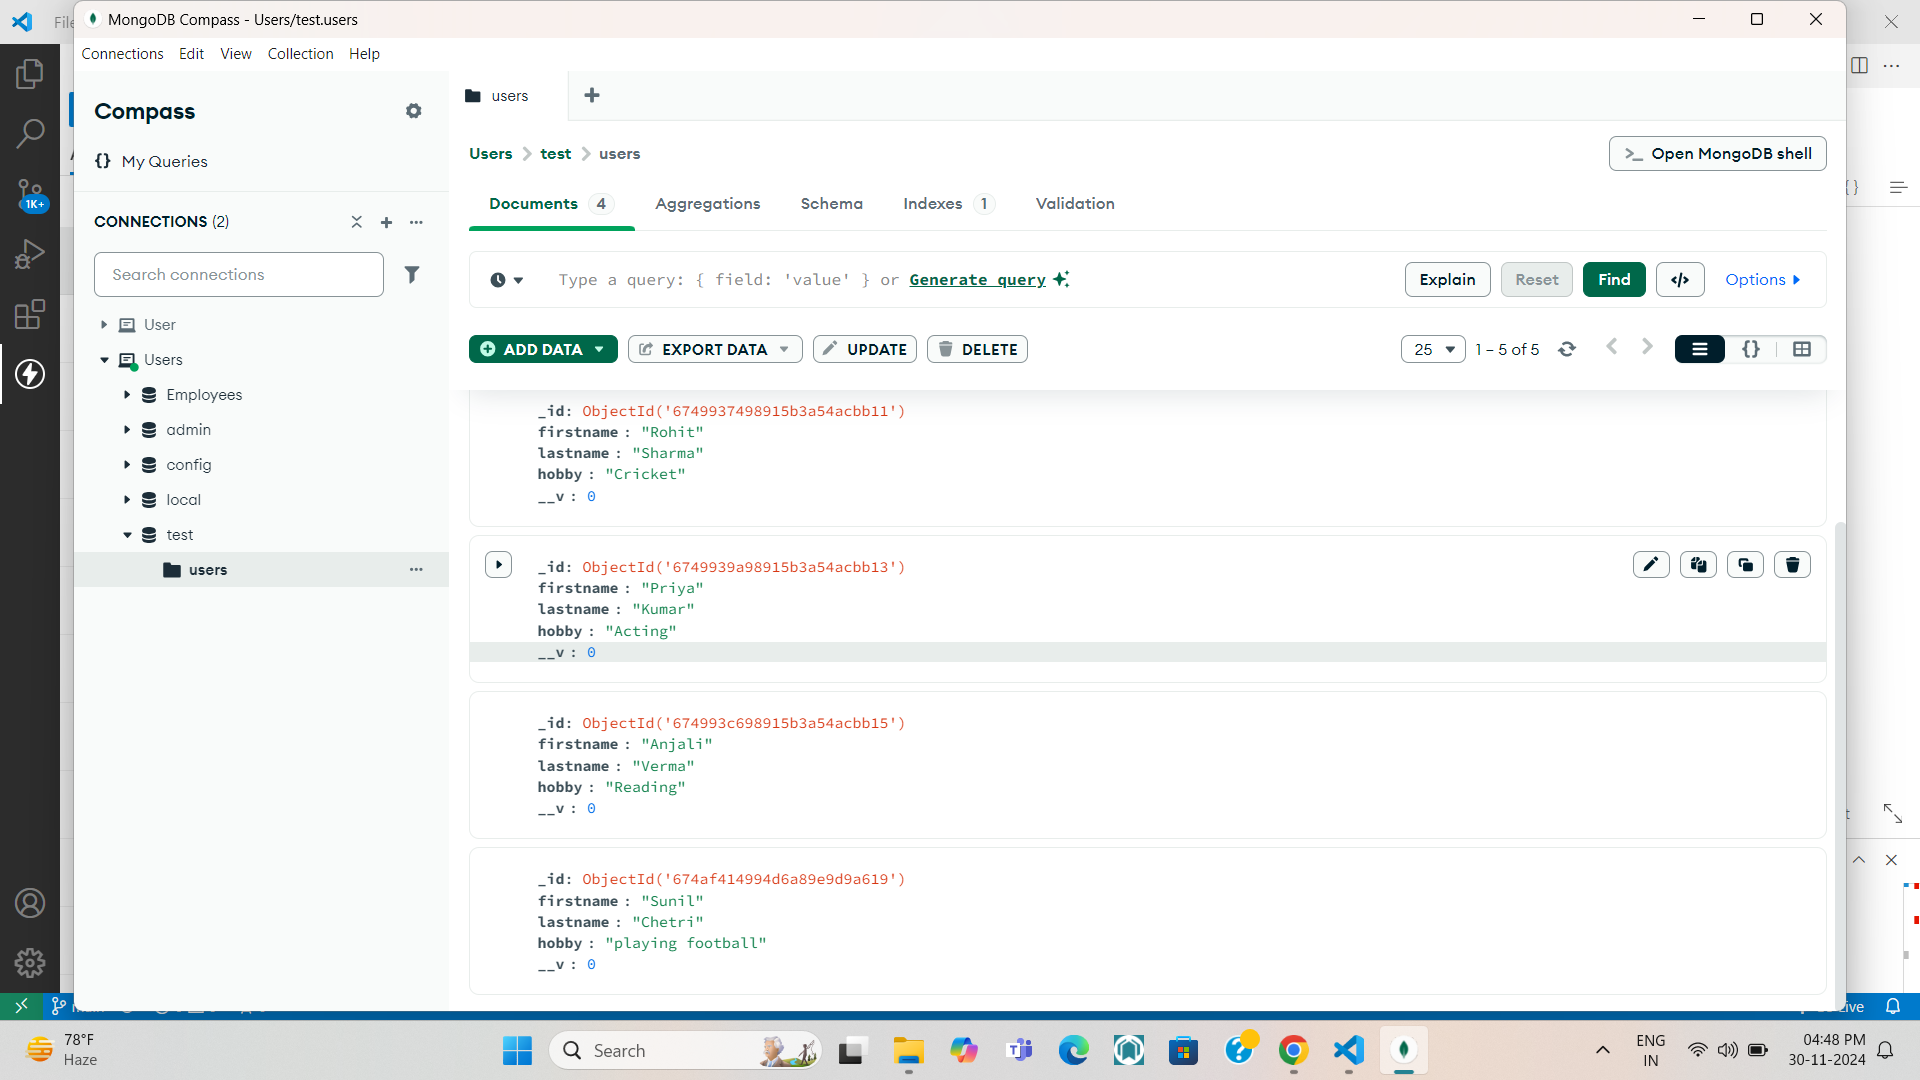 File
MongoDB Compass - Users/test.users
Connections Edit View Collection Help
Compass
My Queries
CONNECTIONS (2)
Search connections
User
Users
Employees
admin
config
local
test
users
1K+
users
Users test users
>_ Open MongoDB shell
Documents 4 Aggregations Schema Indexes 1 Validation
Type a query: { field: 'value' } or Generate query
Explain Reset Find </> Options
ADD DATA EXPORT DATA UPDATE DELETE
25 1 – 5 of 5 {}
_id: ObjectId('6749937498915b3a54acbb11')
firstname : "Rohit"
lastname : "Sharma"
hobby : "Cricket"
__v : 0
_id: ObjectId('6749939a98915b3a54acbb13')
firstname : "Priya"
lastname : "Kumar"
hobby : "Acting"
__v : 0
_id: ObjectId('674993c698915b3a54acbb15')
firstname : "Anjali"
lastname : "Verma"
hobby : "Reading"
__v : 0
_id: ObjectId('674af414994d6a89e9d9a619')
firstname : "Sunil"
lastname : "Chetri"
hobby : "playing football"
__v : 0
78°F
Haze
Search
ENG
IN
04:48 PM
30-11-2024